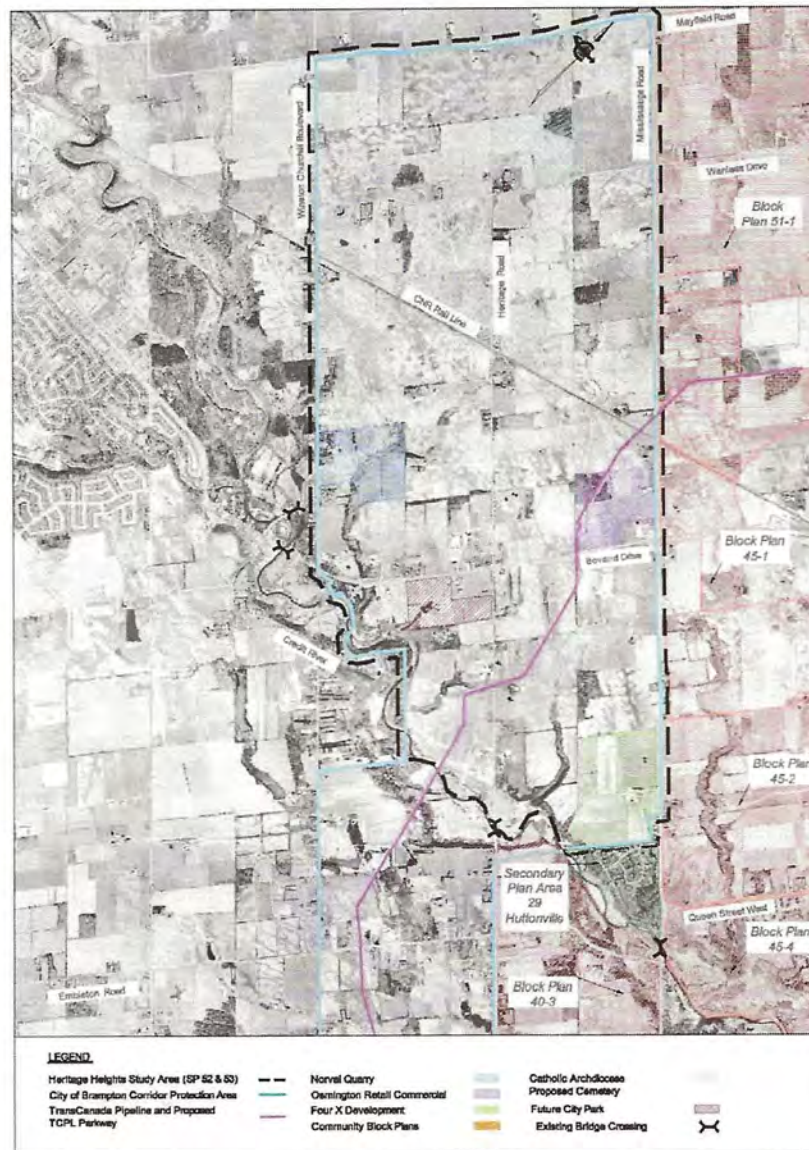 Mayfield Road
Winston Churchill Boulevard
Mississauga Road
Wanless Drive
Block
Plan 51-1
Heritage Road
CNR Rail Line
Block Plan
45-1
Bovaird Drive
Credit River
Block Plan
45-2
Secondary
Plan Area
29
Huttonville
Queen Street West
Block Plan
45-4
Block Plan
40-3
Embleton Road
LEGEND
Heritage Heights Study Area (SP 52 & 53)
City of Brampton Corridor Protection Area
TransCanada Pipeline and Proposed
TCPL Parkway
Norval Quarry
Osmington Retail Commercial
Four X Development
Community Block Plans
Catholic Archdiocese
Proposed Cemetery
Future City Park
Existing Bridge Crossing